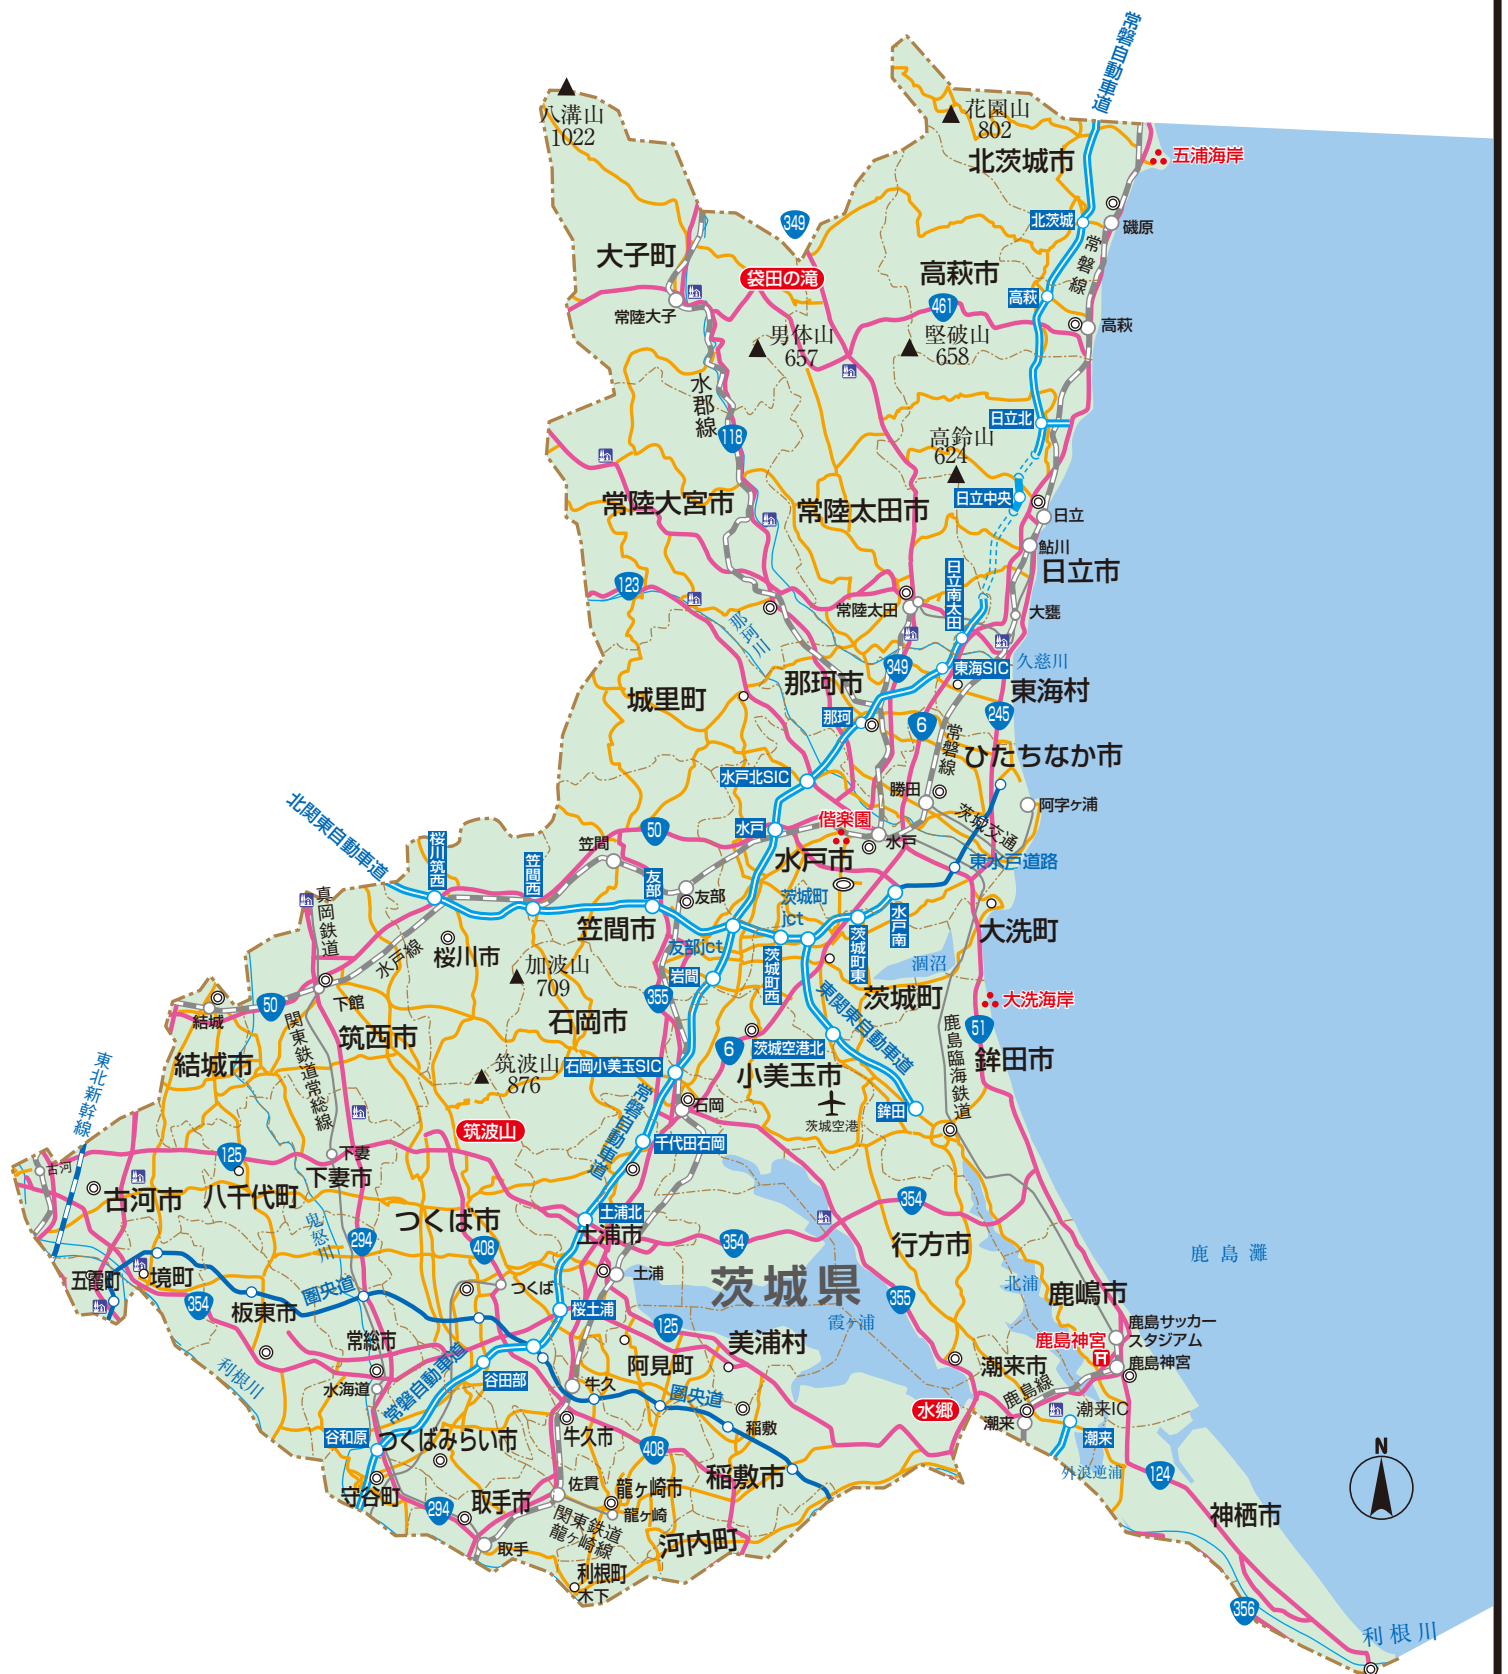 常磐自動車道
八溝山
1022
花園山
802
北茨城市
五浦海岸
北茨城
磯原
常磐線
349
大子町
袋田の滝
高萩市
高萩
461
常陸大子
高萩
男体山
657
堅破山
658
水郡線
118
日立北
高鈴山
624
常陸大宮市
常陸太田市
日立中央
日立
鮎川
日立市
日立南太田
123
常陸太田
大甕
那珂川
久慈川
349
東海SIC
那珂市
東海村
城里町
那珂
6
245
常磐線
ひたちなか市
水戸北SIC
勝田
阿字ヶ浦
北関東自動車道
桜川筑西
笠間西
笠間
50
水戸
偕楽園
水戸
茨城交通
水戸市
東水戸道路
友部
友部
茨城町
jct
水戸南
真岡鉄道
水戸線
桜川市
笠間市
友部jct
茨城町西
茨城町東
大洗町
涸沼
加波山
709
岩間
355
茨城町
大洗海岸
東関東自動車道
50
下館
結城
関東鉄道常総線
筑西市
石岡市
6
茨城空港北
鹿島臨海鉄道
51
鉾田市
結城市
筑波山
876
石岡小美玉SIC
小美玉市
東北新幹線
常磐自動車道
石岡
茨城空港
鉾田
筑波山
千代田石岡
古河
125
下妻
下妻市
古河市
八千代町
鬼怒川
つくば市
土浦北
土浦市
354
354
行方市
鹿島灘
294
408
五霞町
境町
圏央道
つくば
土浦
茨城県
北浦
鹿嶋市
354
板東市
桜土浦
125
霞ヶ浦
355
鹿島サッカー
スタジアム
常総市
阿見町
美浦村
鹿島神宮
鹿島神宮
潮来市
利根川
水海道
常磐自動車道
谷田部
牛久
圏央道
水郷
鹿島線
潮来
潮来IC
潮来
谷和原
つくばみらい市
牛久市
稲敷
408
稲敷市
外浪逆浦
124
N
守谷町
294
取手市
佐貫
龍ヶ崎市
龍ヶ崎
神栖市
関東鉄道
龍ヶ崎線
河内町
取手
利根町
木下
356
利根川